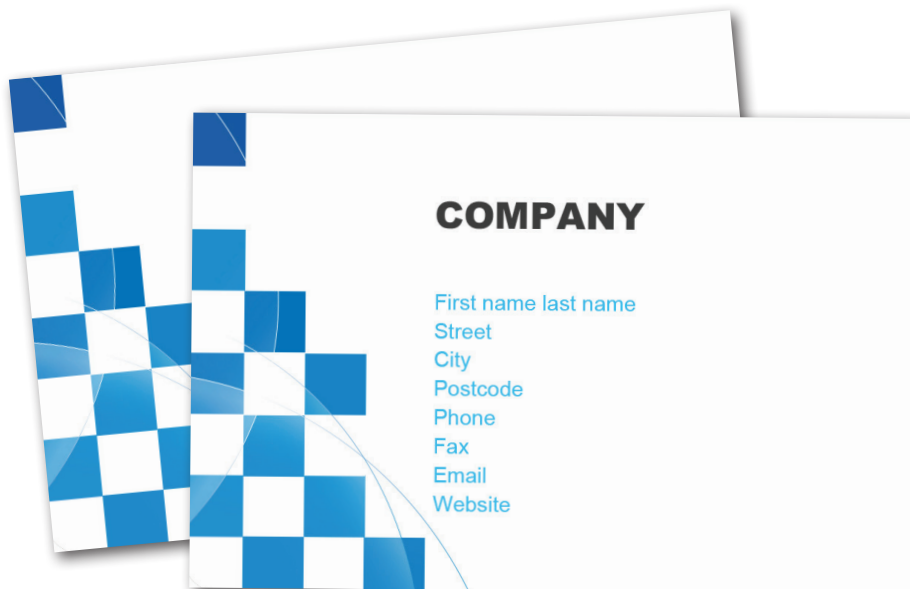 COMPANY
First name last name
Street
City
Postcode
Phone
Fax
Email
Website